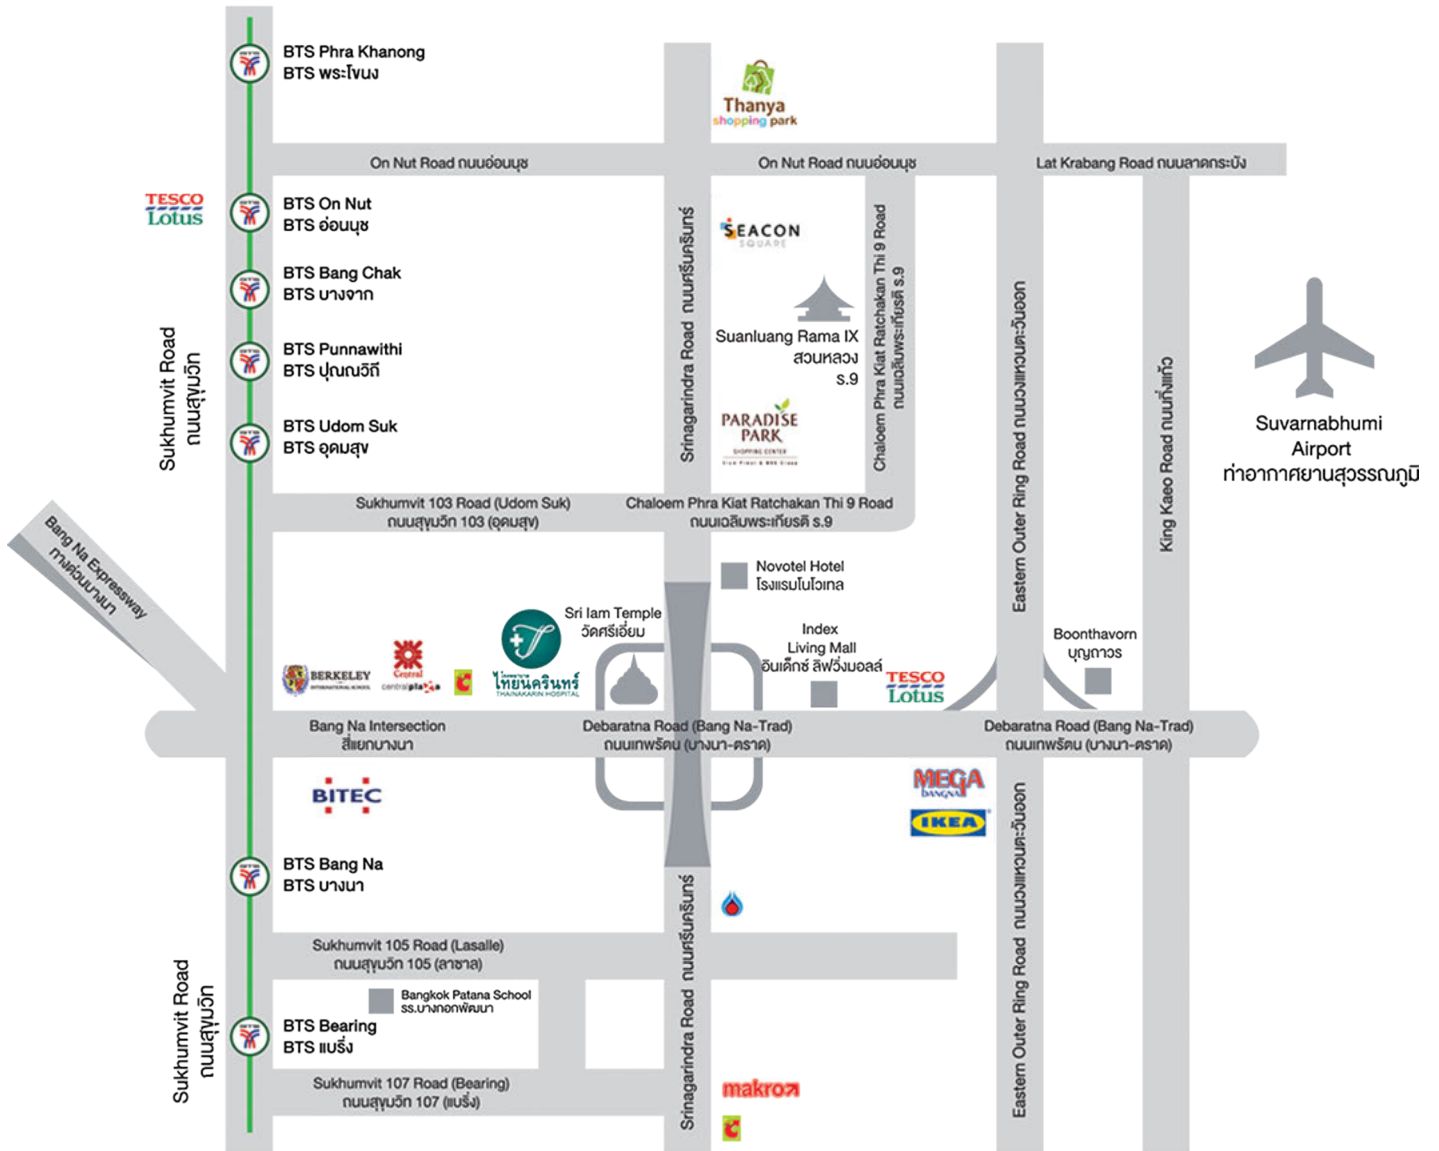 BTS Phra Khanong
BTS พระโขนง
Thanya
shopping park
On Nut Road ถนนอ่อนนุช
On Nut Road ถนนอ่อนนุช
Lat Krabang Road ถนนลาดกระบัง
TESCO
Lotus
BTS On Nut
BTS อ่อนนุช
SEACON
SQUARE
BTS Bang Chak
BTS บางจาก
Sukhumvit Road
ถนนสุขุมวิท
BTS Punnawithi
BTS ปุณณวิถี
BTS Udom Suk
BTS อุดมสุข
Srinagarindra Road ถนนศรีนครินทร์
Suanluang Rama IX
สวนหลวง
ร.9
PARADISE
PARK
SHOPPING CENTER
Chaloem Phra Kiat Ratchakan Thi 9 Road
ถนนเฉลิมพระเกียรติ ร.9
Eastern Outer Ring Road ถนนวงแหวนตะวันออก
King Kaeo Road ถนนกิ่งแก้ว
Suvarnabhumi
Airport
ท่าอากาศยานสุวรรณภูมิ
Sukhumvit 103 Road (Udom Suk)
ถนนสุขุมวิท 103 (อุดมสุข)
Chaloem Phra Kiat Ratchakan Thi 9 Road
ถนนเฉลิมพระเกียรติ ร.9
Bang Na Expressway
ทางด่วนบางนา
Novotel Hotel
โรงแรมโนโวเทล
Sri Iam Temple
วัดศรีเอี่ยม
Index
Living Mall
อินเด็กซ์ ลิฟวิ่งมอลล์
Boonthavorn
บุญถาวร
BERKELEY
INTERNATIONAL SCHOOL
Central
centralplaza
โรงพยาบาล
ไทยนครินทร์
THAINAKARIN HOSPITAL
TESCO
Lotus
Bang Na Intersection
สี่แยกบางนา
Debaratna Road (Bang Na-Trad)
ถนนเทพรัตน (บางนา-ตราด)
Debaratna Road (Bang Na-Trad)
ถนนเทพรัตน (บางนา-ตราด)
BITEC
MEGA
BANGNA
IKEA
BTS Bang Na
BTS บางนา
Sukhumvit Road
ถนนสุขุมวิท
Srinagarindra Road ถนนศรีนครินทร์
Eastern Outer Ring Road ถนนวงแหวนตะวันออก
Sukhumvit 105 Road (Lasalle)
ถนนสุขุมวิท 105 (ลาซาล)
Bangkok Patana School
รร.บางกอกพัฒนา
BTS Bearing
BTS แบริ่ง
Sukhumvit 107 Road (Bearing)
ถนนสุขุมวิท 107 (แบริ่ง)
makro